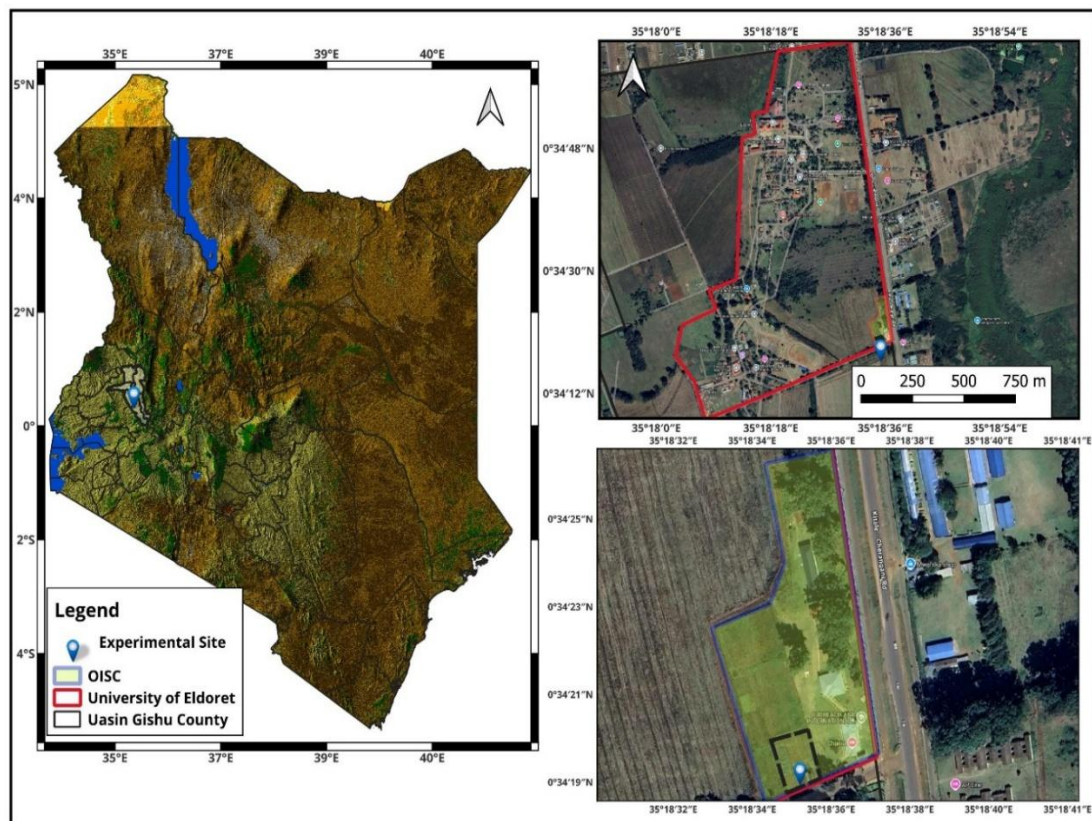 35°E 37°E 40°E 40°E
5°N
4°N
2°N
0°
2°S
4°S
Legend
Experimental Site
OISC
University of Eldoret
Uasin Gishu County
35°E 37°E 40°E 40°E
35°18'0"E 35°18'18"E 35°18'36"E 35°18'54"E
0°34'48"N
0°34'30"N
0°34'12"N
0 250 500 750 m
35°18'0"E 35°18'18"E 35°18'36"E 35°18'54"E
35°18'32"E 35°18'34"E 35°18'36"E 35°18'38"E 35°18'40"E 35°18'41"E
0°34'25"N
0°34'23"N
0°34'21"N
0°34'19"N
35°18'32"E 35°18'34"E 35°18'36"E 35°18'38"E 35°18'40"E 35°18'41"E